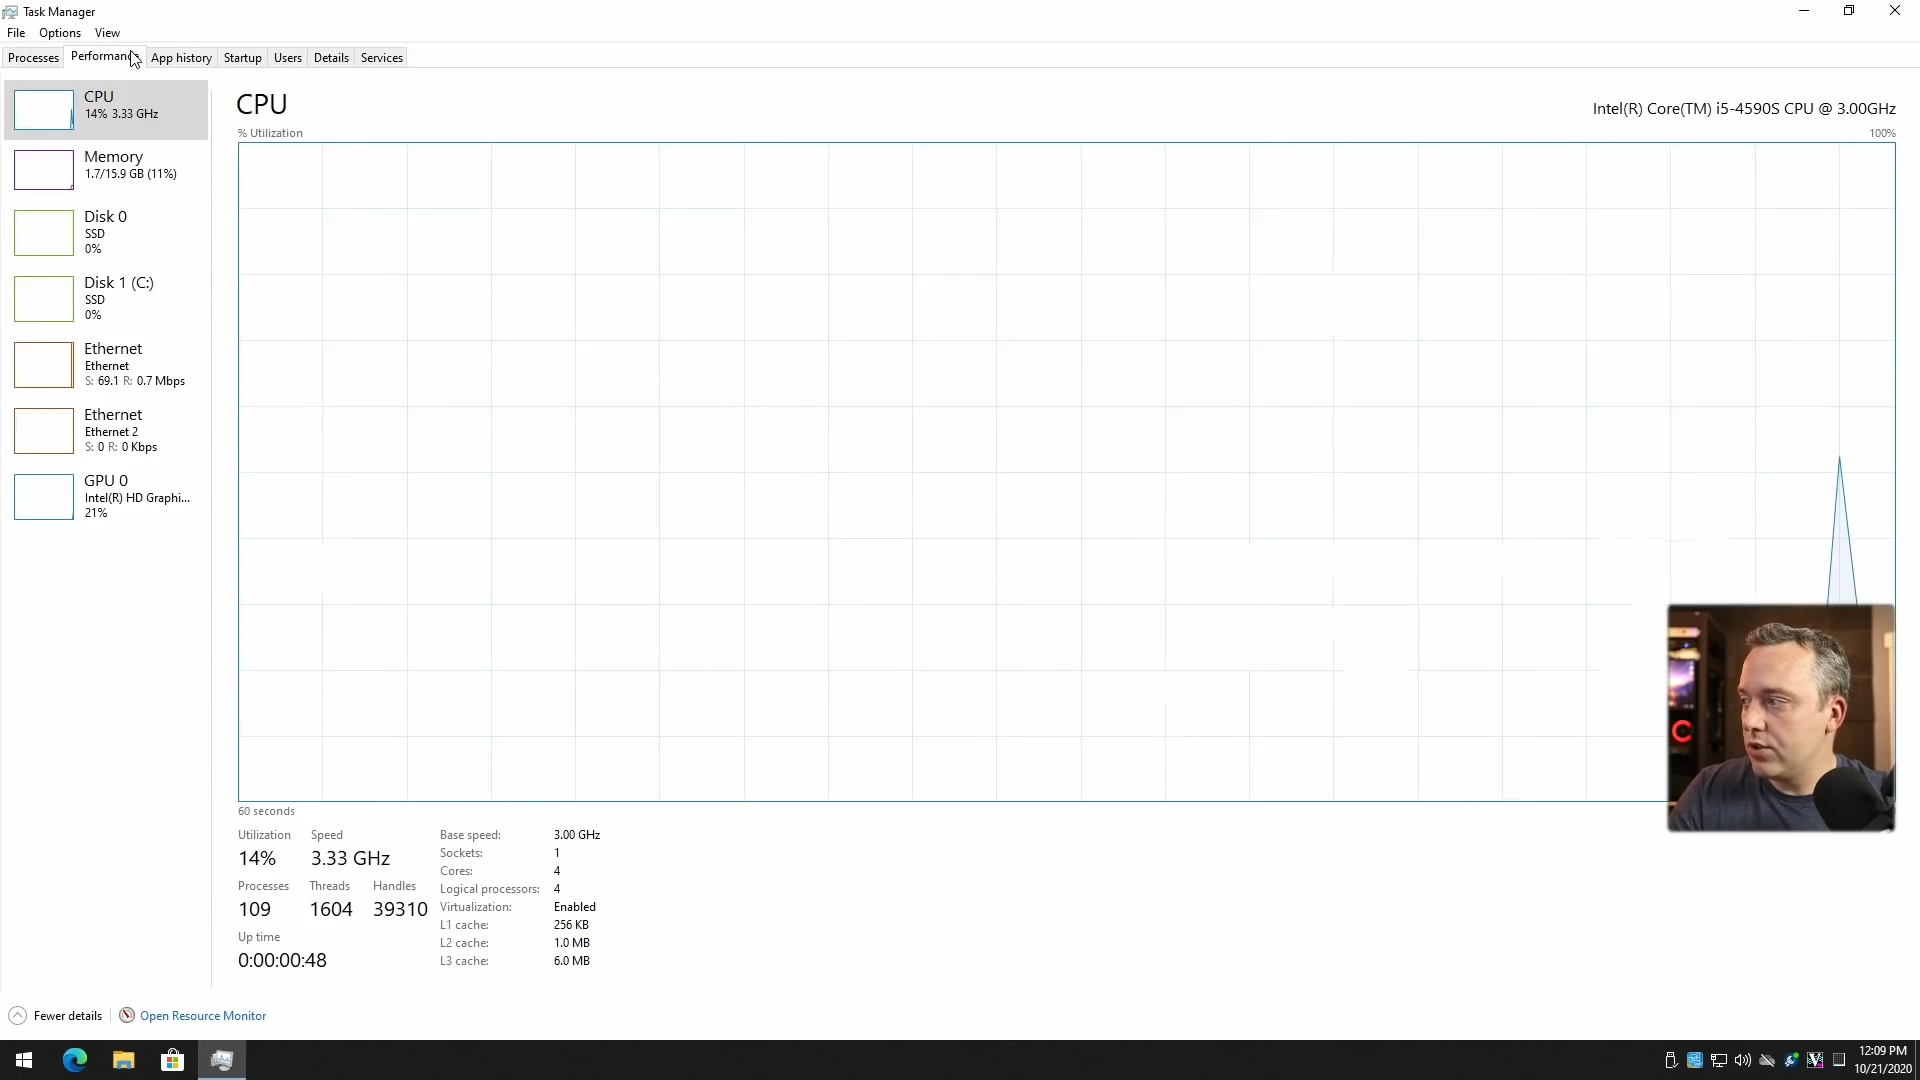 Task Manager
File Options View
Processes Performanc App history Startup Users Details Services
CPU
14% 3.33 GHz
Memory
1.7/15.9 GB (11%)
Disk 0
SSD
0%
Disk 1 (C:)
SSD
0%
Ethernet
Ethernet
S: 69.1 R: 0.7 Mbps
Ethernet
Ethernet 2
S: 0 R: 0 Kbps
GPU 0
Intel(R) HD Graphi...
21%
CPU
Intel(R) Core(TM) i5-4590S CPU @ 3.00GHz
% Utilization
100%
60 seconds
Utilization Speed
14% 3.33 GHz
Processes Threads Handles
109 1604 39310
Up time
0:00:00:48
Base speed: 3.00 GHz
Sockets: 1
Cores: 4
Logical processors: 4
Virtualization: Enabled
L1 cache: 256 KB
L2 cache: 1.0 MB
L3 cache: 6.0 MB
Fewer details Open Resource Monitor
12:09 PM
10/21/2020